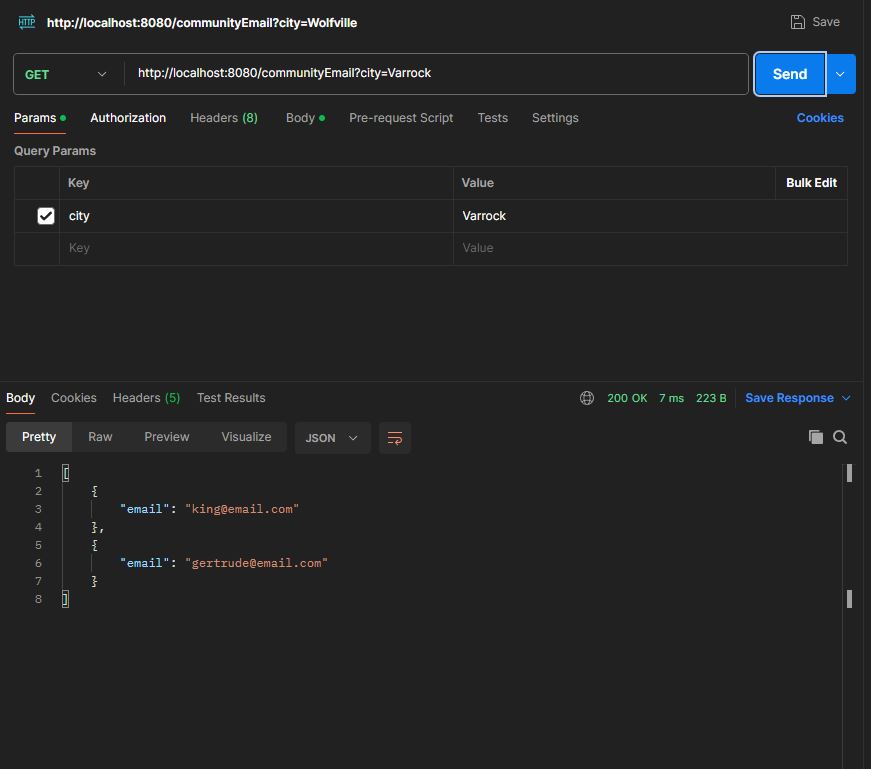 HTTP http://localhost:8080/communityEmail?city=Wolfville Save
GET http://localhost:8080/communityEmail?city=Varrock Send
Params Authorization Headers (8) Body Pre-request Script Tests Settings Cookies
Query Params
Key Value Bulk Edit
city Varrock
Key Value
Body Cookies Headers (5) Test Results 200 OK 7 ms 223 B Save Response
Pretty Raw Preview Visualize JSON
1 [
2 {
3 "email": "king@email.com"
4 },
5 {
6 "email": "gertrude@email.com"
7 }
8 ]